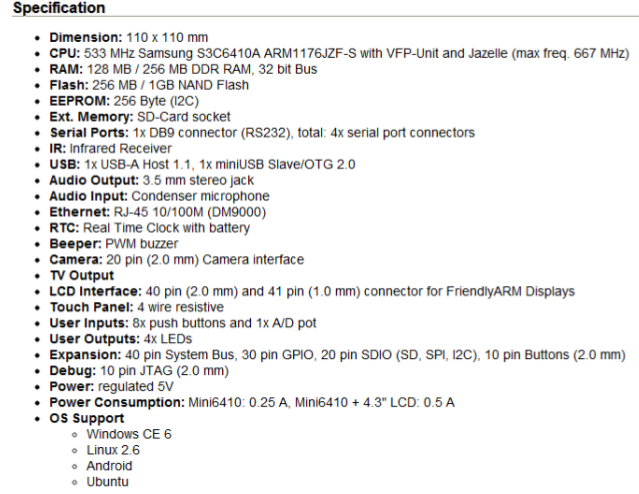 Specification
Dimension: 110 x 110 mm
CPU: 533 MHz Samsung S3C6410A ARM1176JZF-S with VFP-Unit and Jazelle (max freq. 667 MHz)
RAM: 128 MB / 256 MB DDR RAM, 32 bit Bus
Flash: 256 MB / 1GB NAND Flash
EEPROM: 256 Byte (I2C)
Ext. Memory: SD-Card socket
Serial Ports: 1x DB9 connector (RS232), total: 4x serial port connectors
IR: Infrared Receiver
USB: 1x USB-A Host 1.1, 1x miniUSB Slave/OTG 2.0
Audio Output: 3.5 mm stereo jack
Audio Input: Condenser microphone
Ethernet: RJ-45 10/100M (DM9000)
RTC: Real Time Clock with battery
Beeper: PWM buzzer
Camera: 20 pin (2.0 mm) Camera interface
TV Output
LCD Interface: 40 pin (2.0 mm) and 41 pin (1.0 mm) connector for FriendlyARM Displays
Touch Panel: 4 wire resistive
User Inputs: 8x push buttons and 1x A/D pot
User Outputs: 4x LEDs
Expansion: 40 pin System Bus, 30 pin GPIO, 20 pin SDIO (SD, SPI, I2C), 10 pin Buttons (2.0 mm)
Debug: 10 pin JTAG (2.0 mm)
Power: regulated 5V
Power Consumption: Mini6410: 0.25 A, Mini6410 + 4.3" LCD: 0.5 A
OS Support
Windows CE 6
Linux 2.6
Android
Ubuntu